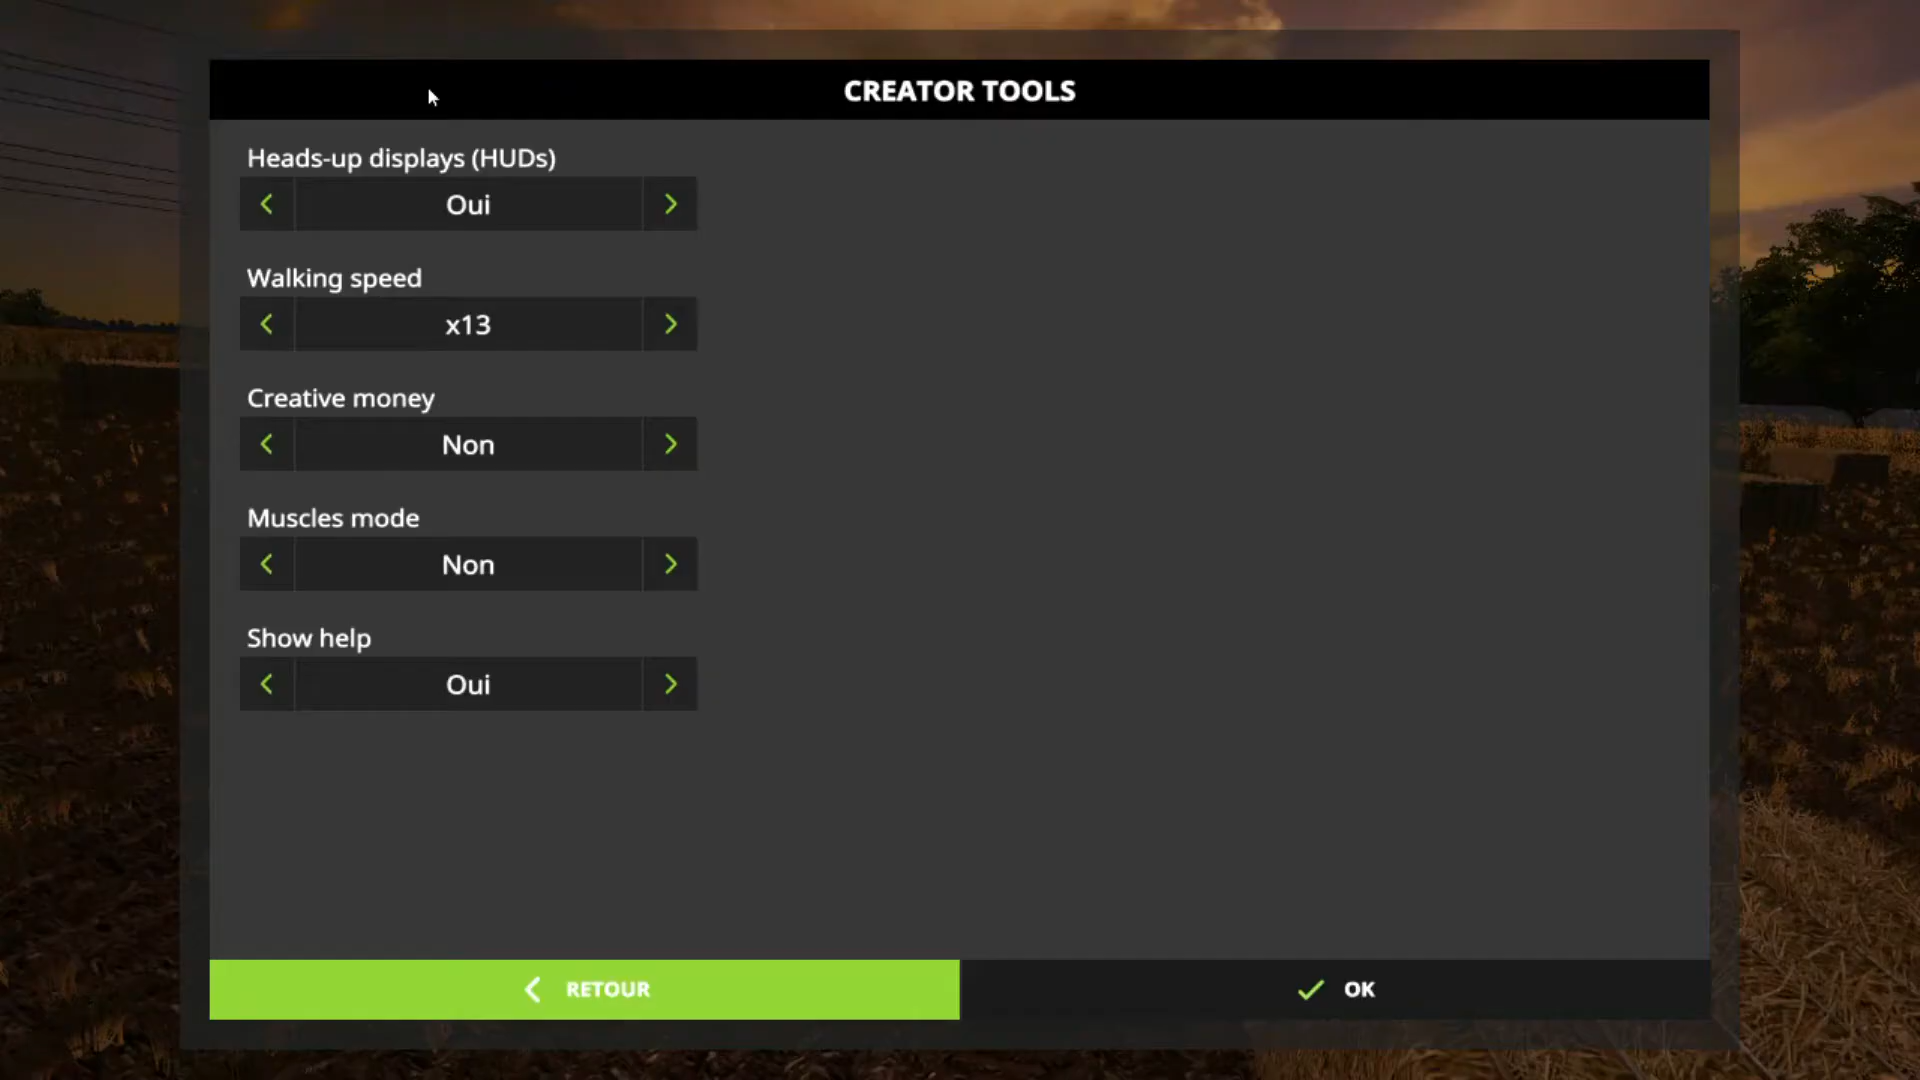 CREATOR TOOLS
Heads-up displays (HUDs)
Oui
Walking speed
x13
Creative money
Non
Muscles mode
Non
Show help
Oui
RETOUR
OK